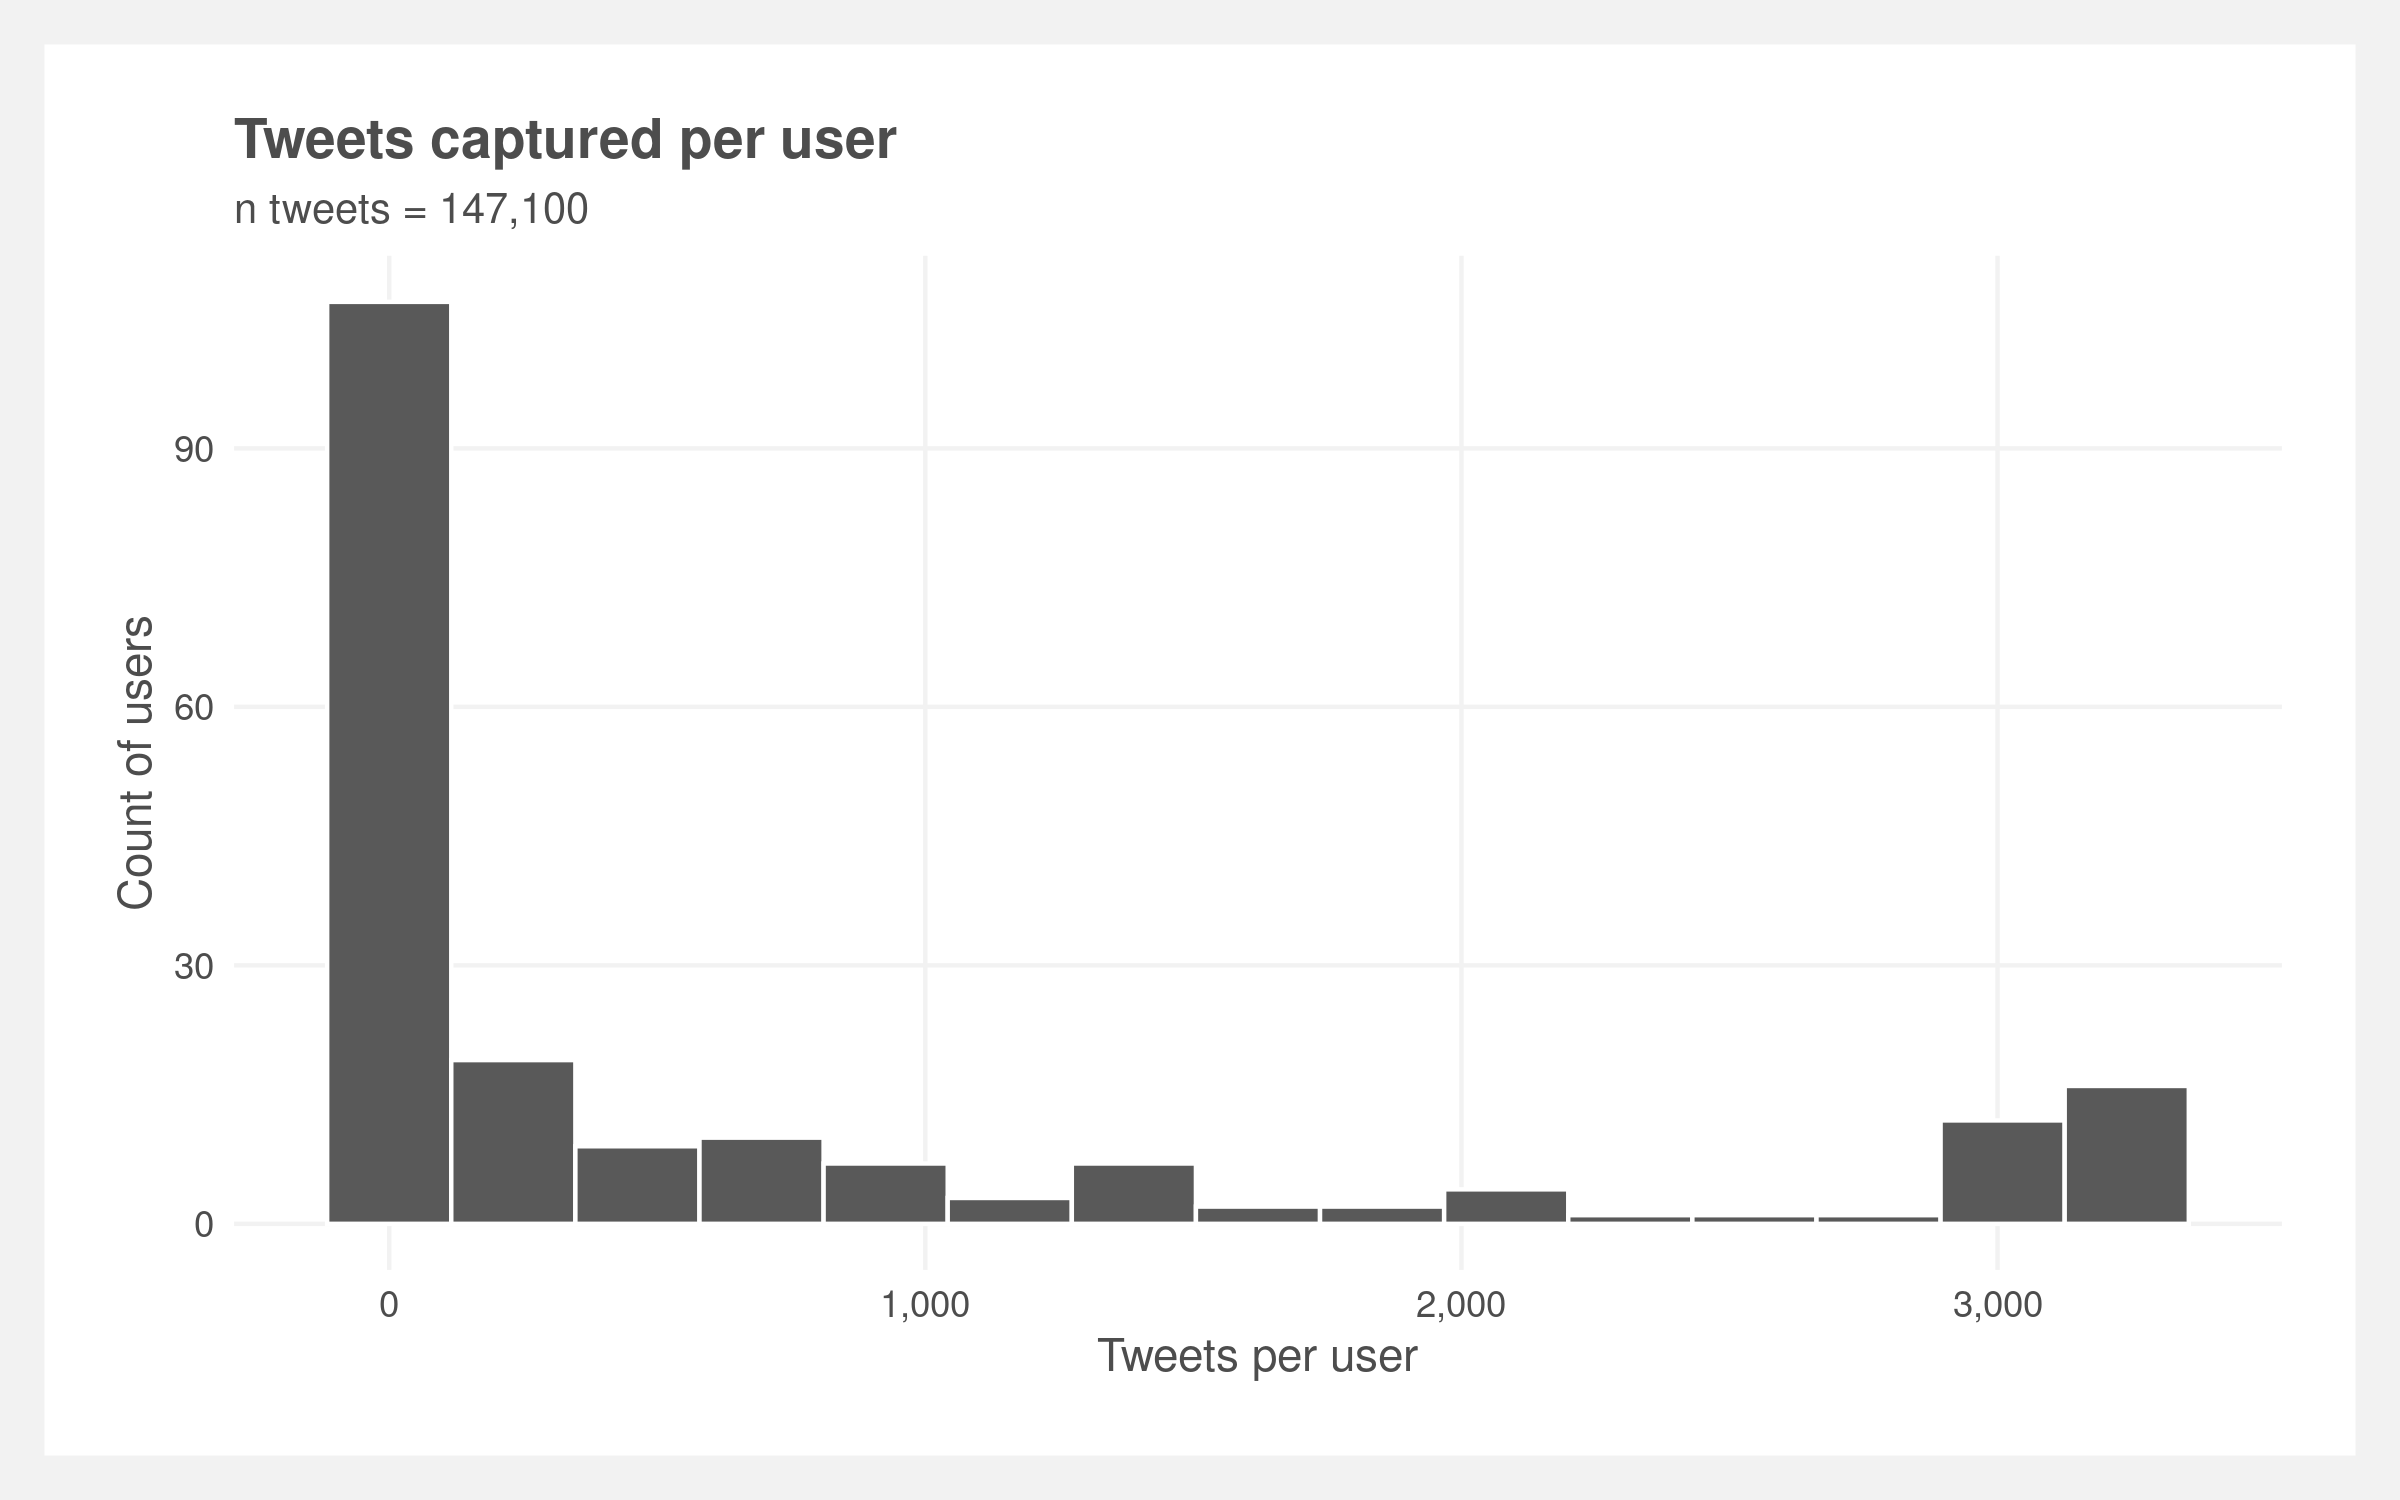 Tweets captured per user
n tweets = 147,100
Count of users
90
60
30
0
0 1,000 2,000 3,000
Tweets per user